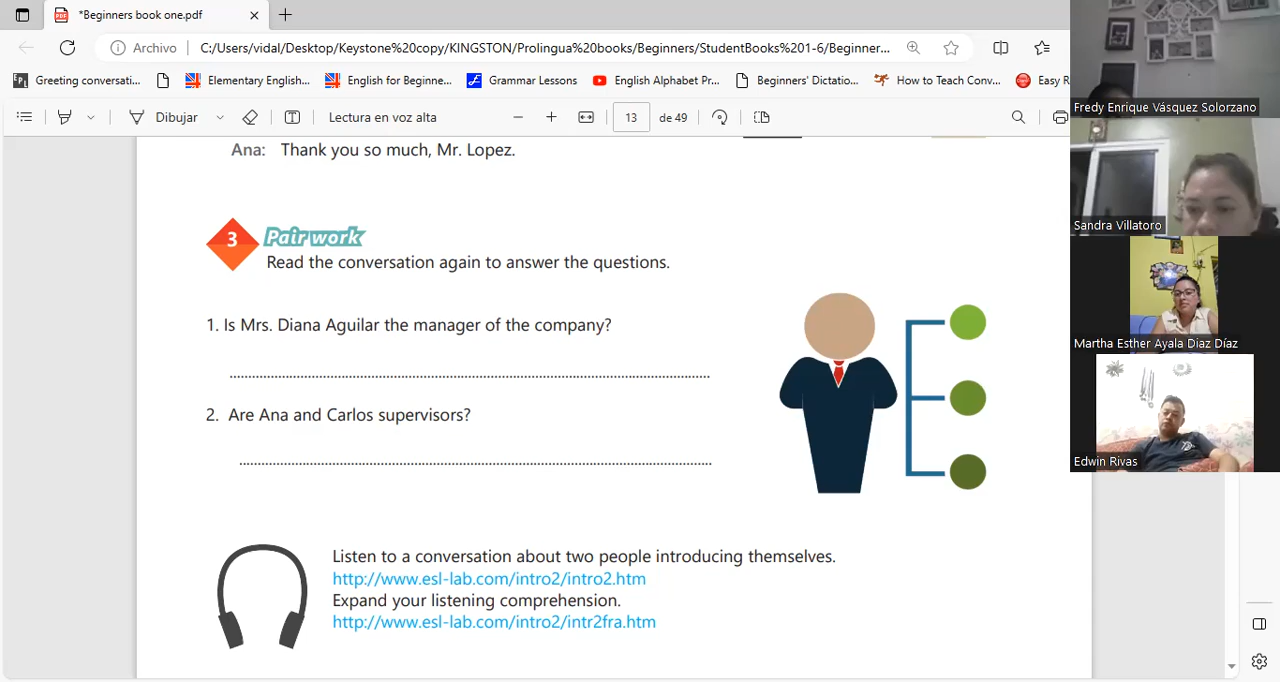 *Beginners book one.pdf
Archivo
C:/Users/vidal/Desktop/Keystone%20copy/KINGSTON/Prolingua%20books/Beginners/StudentBooks%201-6/Beginner...
Greeting conversati...
Elementary English...
English for Beginne...
Grammar Lessons
English Alphabet Pr...
Beginners' Dictatio...
How to Teach Conv...
Easy R
Dibujar
Lectura en voz alta
13
de 49
Ana: Thank you so much, Mr. Lopez.
3
Pair work
Read the conversation again to answer the questions.
1. Is Mrs. Diana Aguilar the manager of the company?
2. Are Ana and Carlos supervisors?
Listen to a conversation about two people introducing themselves.
http://www.esl-lab.com/intro2/intro2.htm
Expand your listening comprehension.
http://www.esl-lab.com/intro2/intr2fra.htm
Fredy Enrique Vásquez Solorzano
Sandra Villatoro
Martha Esther Ayala Diaz Díaz
Edwin Rivas